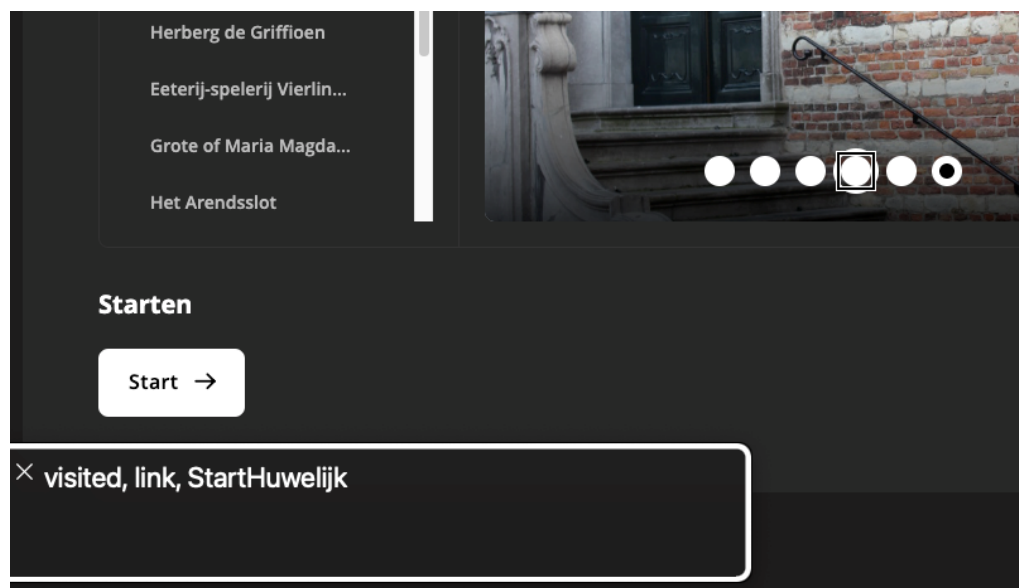 Herberg de Griffioen
Eeterij-spelerij Vierlin...
Grote of Maria Magda...
Het Arendsslot
Starten
Start →
visited, link, StartHuwelijk